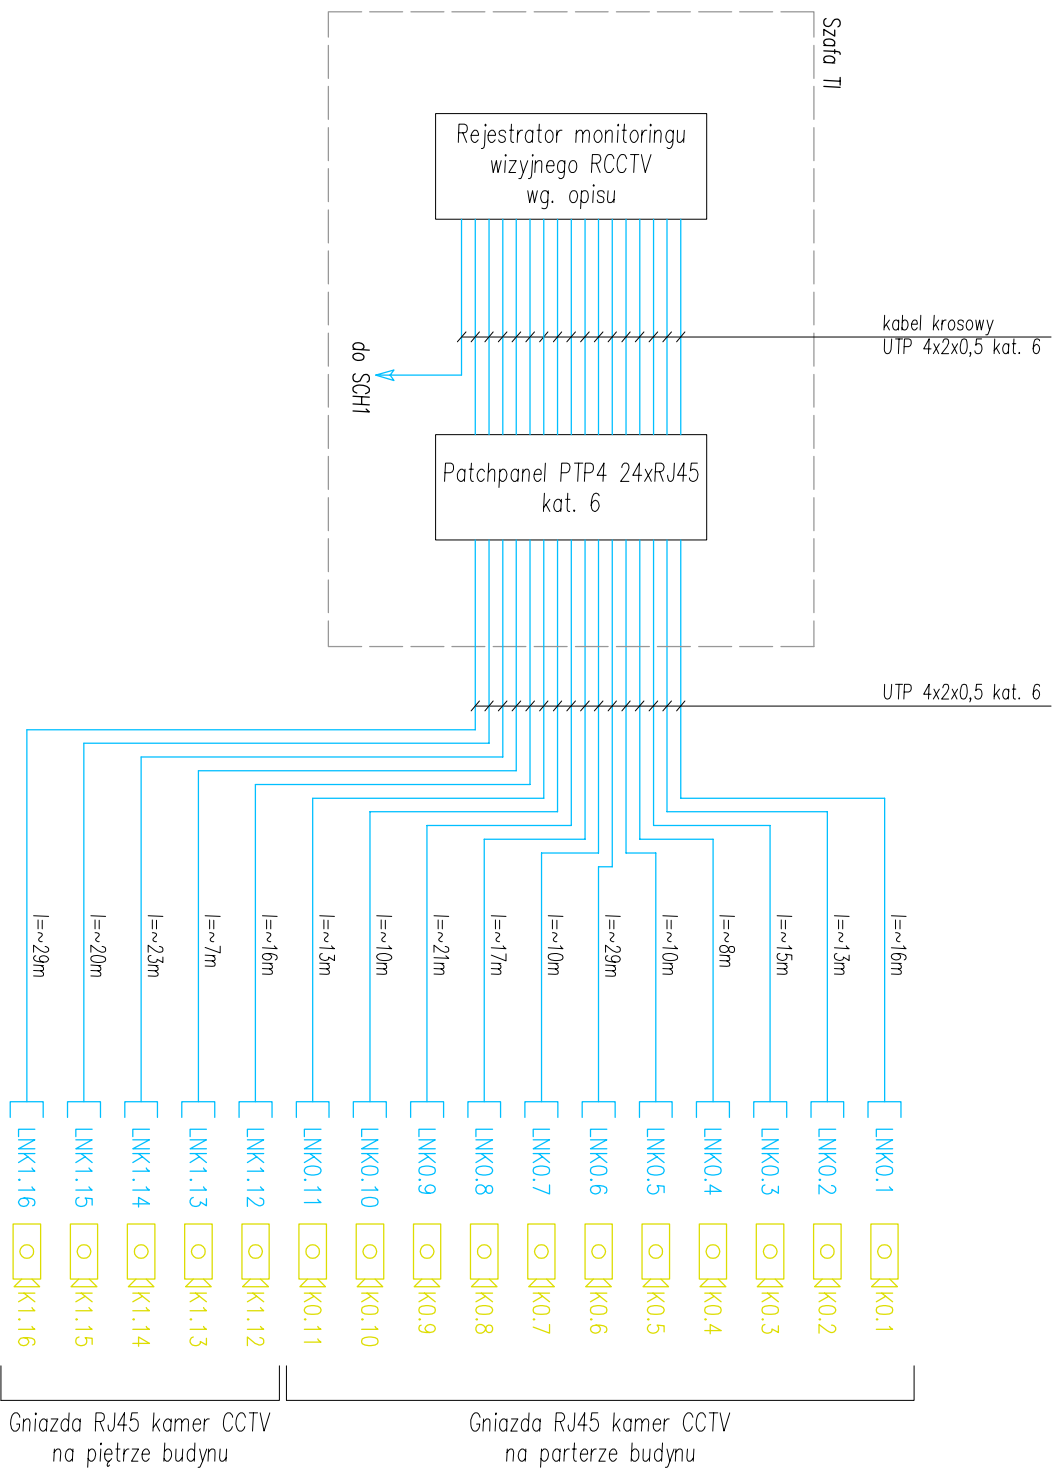 Szafa TI
Rejestrator monitoringu
wizyjnego RCCTV
wg. opisu
kabel krosowy
UTP 4x2x0,5 kat. 6
do SCH1
Patchpanel PTP4 24xRJ45
kat. 6
UTP 4x2x0,5 kat. 6
l=~29m
l=~20m
l=~23m
l=~7m
l=~16m
l=~13m
l=~10m
l=~21m
l=~17m
l=~10m
l=~29m
l=~10m
l=~8m
l=~15m
l=~13m
l=~16m
LNK1.16
LNK1.15
LNK1.14
LNK1.13
LNK1.12
LNK0.11
LNK0.10
LNK0.9
LNK0.8
LNK0.7
LNK0.6
LNK0.5
LNK0.4
LNK0.3
LNK0.2
LNK0.1
K1.16
K1.15
K1.14
K1.13
K1.12
K0.11
K0.10
K0.9
K0.8
K0.7
K0.6
K0.5
K0.4
K0.3
K0.2
K0.1
Gniazda RJ45 kamer CCTV
na piętrze budynu
Gniazda RJ45 kamer CCTV
na parterze budynu